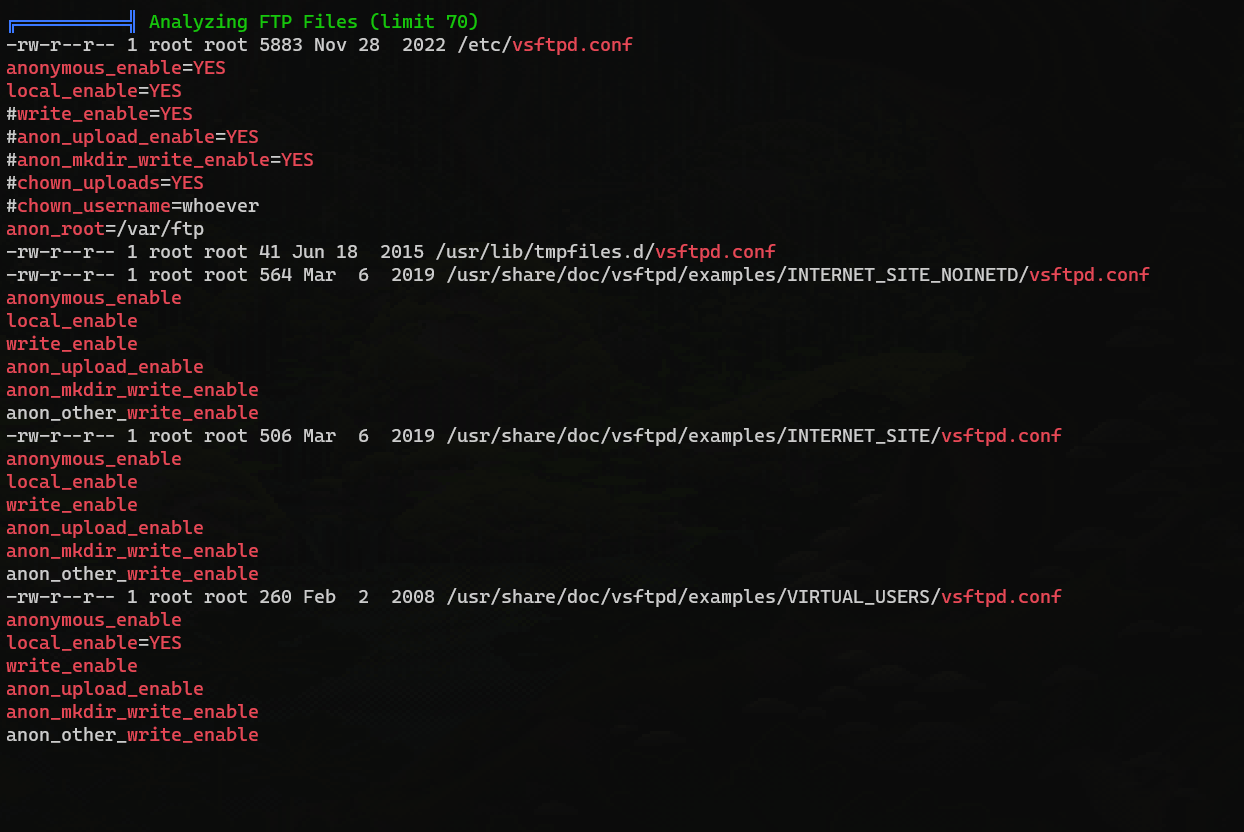 ╔══════════╣ Analyzing FTP Files (limit 70)
-rw-r--r-- 1 root root 5883 Nov 28  2022 /etc/vsftpd.conf
anonymous_enable=YES
local_enable=YES
#write_enable=YES
#anon_upload_enable=YES
#anon_mkdir_write_enable=YES
#chown_uploads=YES
#chown_username=whoever
anon_root=/var/ftp
-rw-r--r-- 1 root root 41 Jun 18  2015 /usr/lib/tmpfiles.d/vsftpd.conf
-rw-r--r-- 1 root root 564 Mar  6  2019 /usr/share/doc/vsftpd/examples/INTERNET_SITE_NOINETD/vsftpd.conf
anonymous_enable
local_enable
write_enable
anon_upload_enable
anon_mkdir_write_enable
anon_other_write_enable
-rw-r--r-- 1 root root 506 Mar  6  2019 /usr/share/doc/vsftpd/examples/INTERNET_SITE/vsftpd.conf
anonymous_enable
local_enable
write_enable
anon_upload_enable
anon_mkdir_write_enable
anon_other_write_enable
-rw-r--r-- 1 root root 260 Feb  2  2008 /usr/share/doc/vsftpd/examples/VIRTUAL_USERS/vsftpd.conf
anonymous_enable
local_enable=YES
write_enable
anon_upload_enable
anon_mkdir_write_enable
anon_other_write_enable